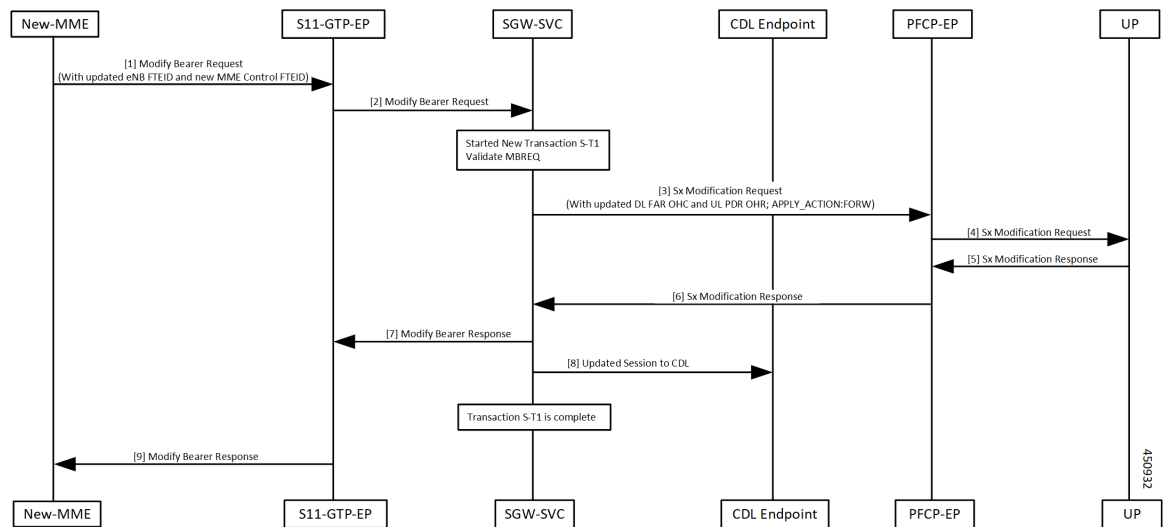 New-MME
S11-GTP-EP
SGW-SVC
CDL Endpoint
PFCP-EP
UP
[1] Modify Bearer Request
(With updated eNB FTEID and new MME Control FTEID)
[2] Modify Bearer Request
Started New Transaction S-T1
Validate MBREQ
[3] Sx Modification Request
(With updated DL FAR OHC and UL PDR OHR; APPLY_ACTION:FORW)
[4] Sx Modification Request
[5] Sx Modification Response
[6] Sx Modification Response
[7] Modify Bearer Response
[8] Updated Session to CDL
Transaction S-T1 is complete
[9] Modify Bearer Response
450932
New-MME
S11-GTP-EP
SGW-SVC
CDL Endpoint
PFCP-EP
UP